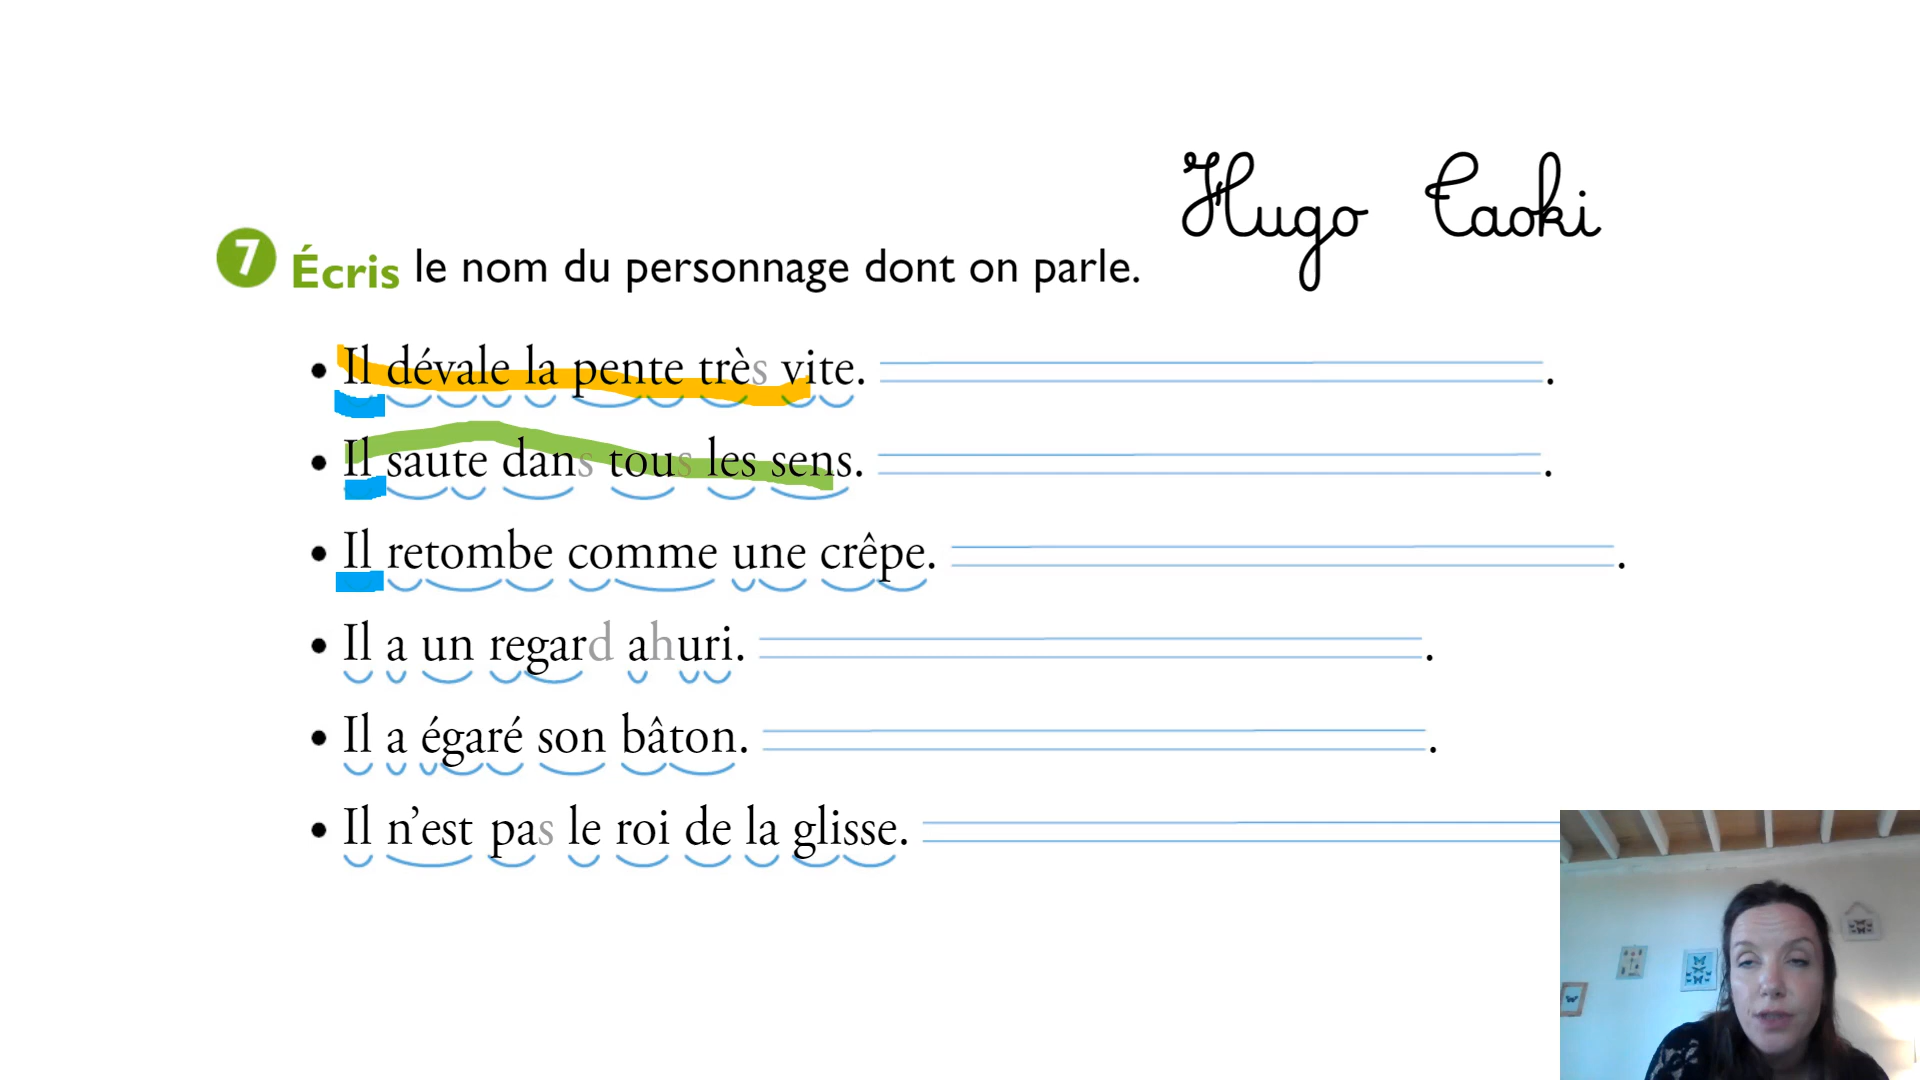 Hugo Taoki
7 Écris le nom du personnage dont on parle.
• Il dévale la pente très vite. .
• Il saute dans tous les sens. .
• Il retombe comme une crêpe. .
• Il a un regard ahuri. .
• Il a égaré son bâton. .
• Il n'est pas le roi de la glisse.